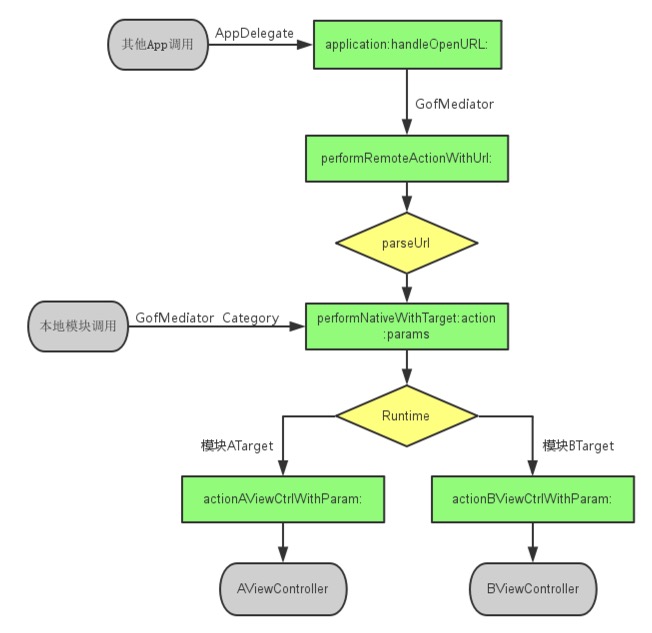 其他App调用
AppDelegate
application:handleOpenURL:
GofMediator
performRemoteActionWithUrl:
parseUrl
本地模块调用
GofMediator Category
performNativeWithTarget:action
:params
Runtime
模块ATarget
模块BTarget
actionAViewCtrlWithParam:
actionBViewCtrlWithParam:
AViewController
BViewController